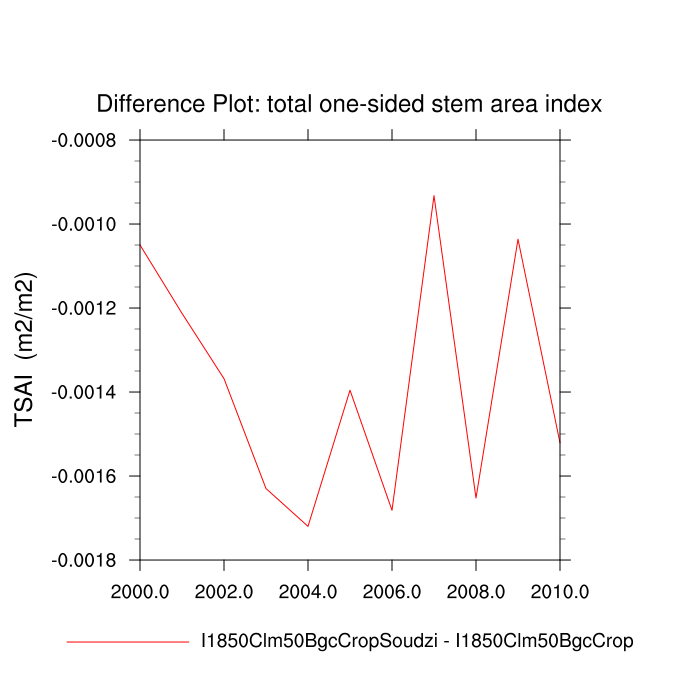 Difference Plot: total one-sided stem area index
TSAI (m2/m2)
-0.0008
-0.0010
-0.0012
-0.0014
-0.0016
-0.0018
2000.0 2002.0 2004.0 2006.0 2008.0 2010.0
I1850Clm50BgcCropSoudzi - I1850Clm50BgcCrop